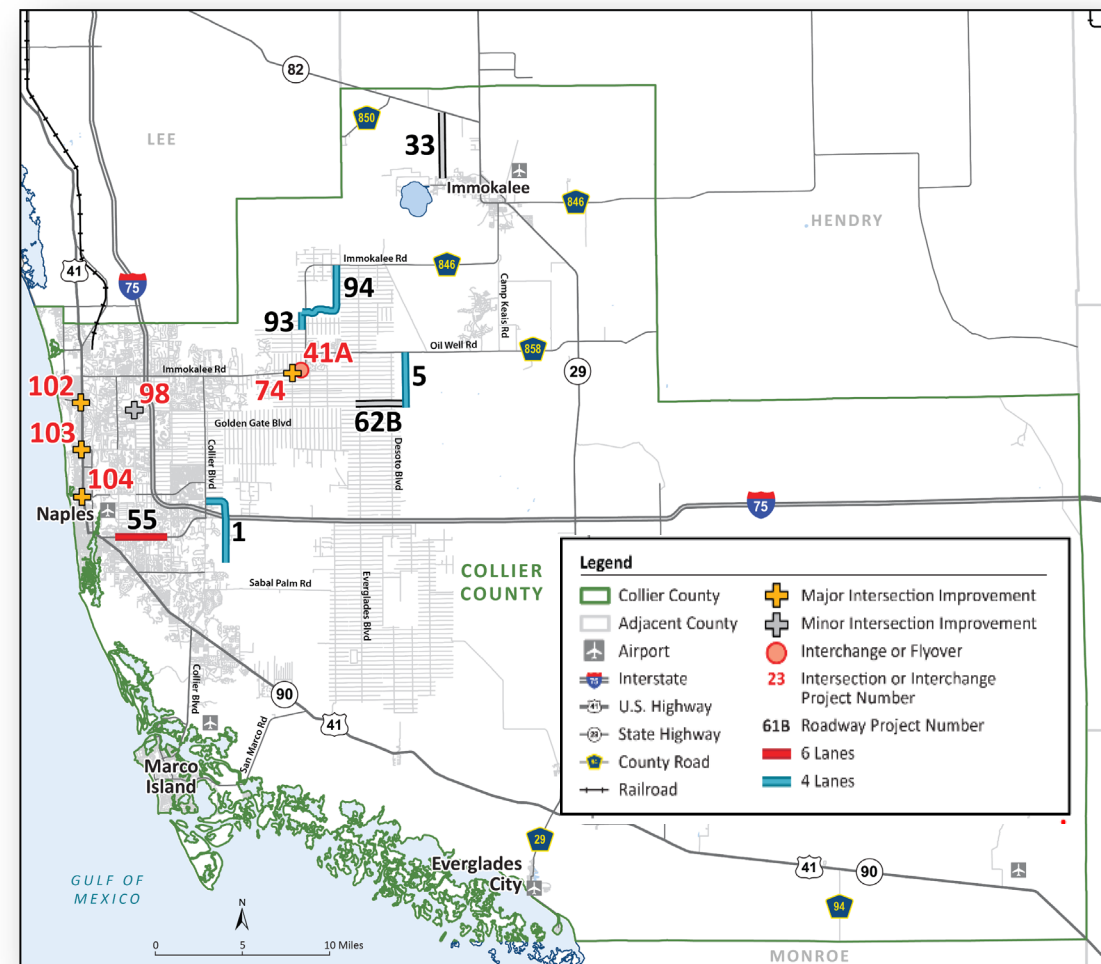 82
850
LEE
33
Immokalee
846
HENDRY
41
75
Immokalee Rd
846
94
93
Camp Keais Rd
Oil Well Rd
858
41A
Immokalee Rd
74
5
29
102
98
62B
Golden Gate Blvd
103
Collier Blvd
Desoto Blvd
104
Naples
55
1
75
COLLIER
COUNTY
Sabal Palm Rd
Everglades Blvd
Collier Blvd
90
41
San Marco Rd
Marco
Island
Legend
Collier County
Adjacent County
Airport
75
Interstate
41
U.S. Highway
29
State Highway
County Road
Railroad
Major Intersection Improvement
Minor Intersection Improvement
Interchange or Flyover
23
Intersection or Interchange
Project Number
61B
Roadway Project Number
6 Lanes
4 Lanes
29
Everglades
City
41
90
94
GULF OF
MEXICO
N
0
5
10 Miles
MONROE